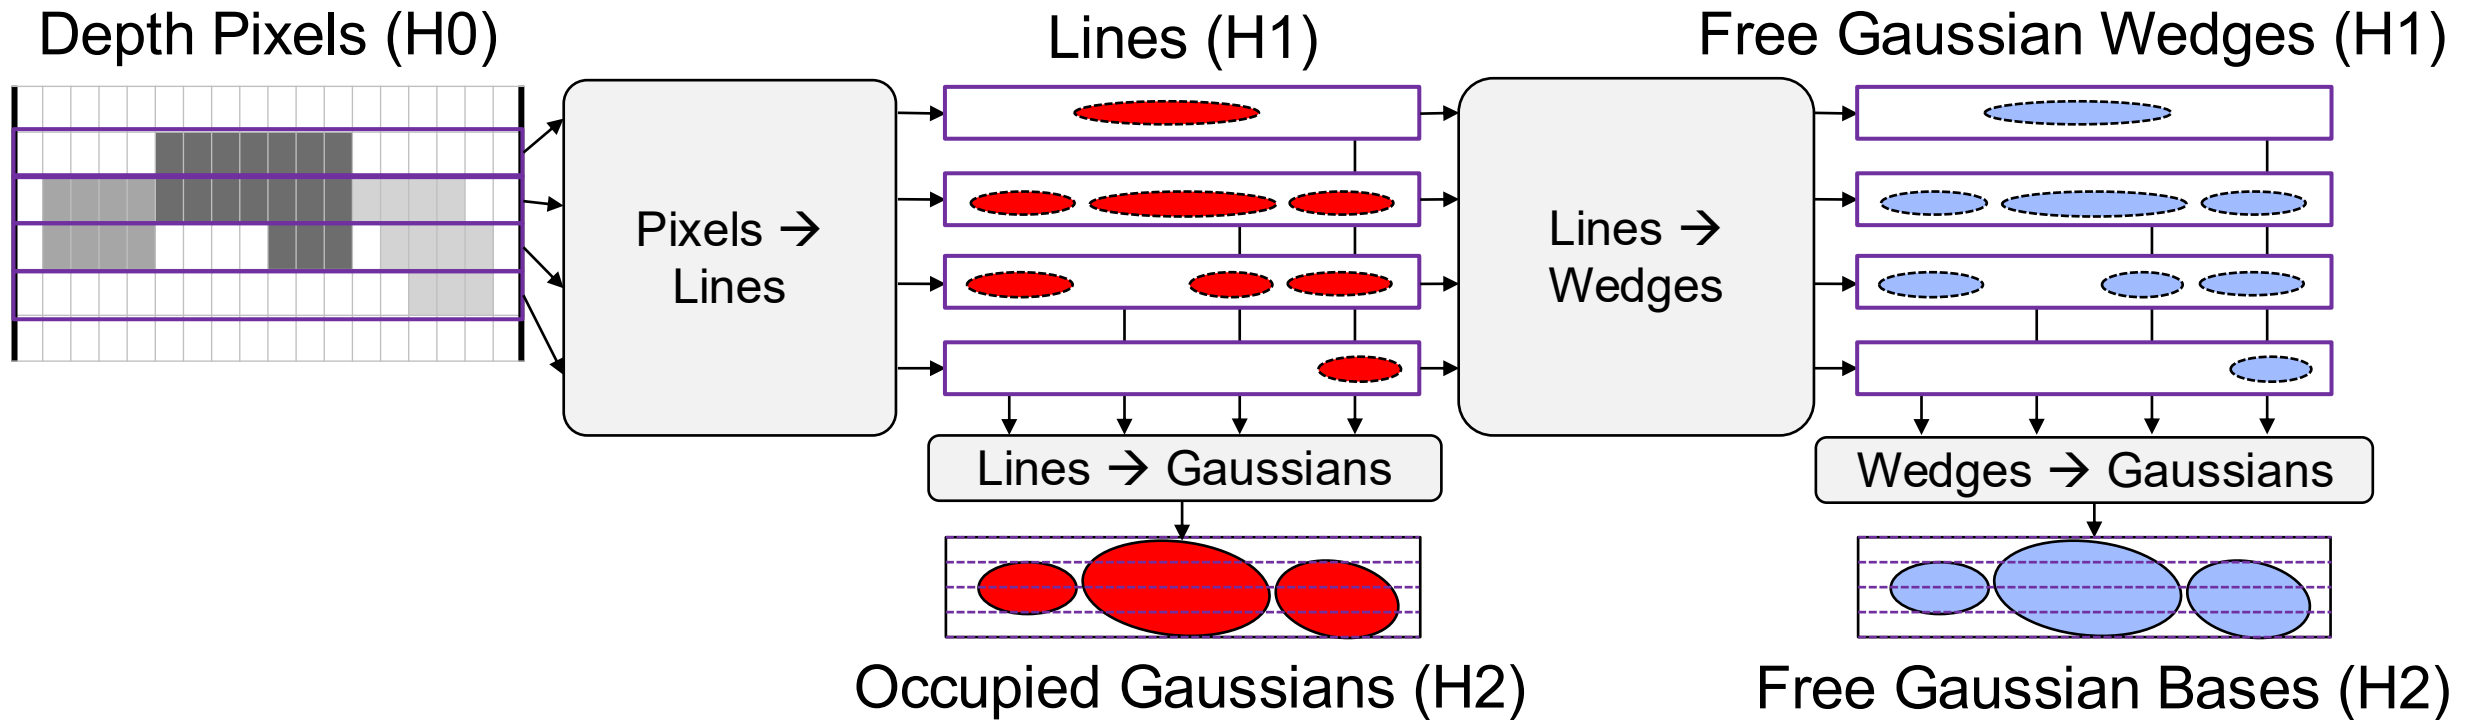 Depth Pixels (H0)
Lines (H1)
Free Gaussian Wedges (H1)
Pixels →
Lines
Lines →
Wedges
Lines → Gaussians
Wedges → Gaussians
Occupied Gaussians (H2)
Free Gaussian Bases (H2)